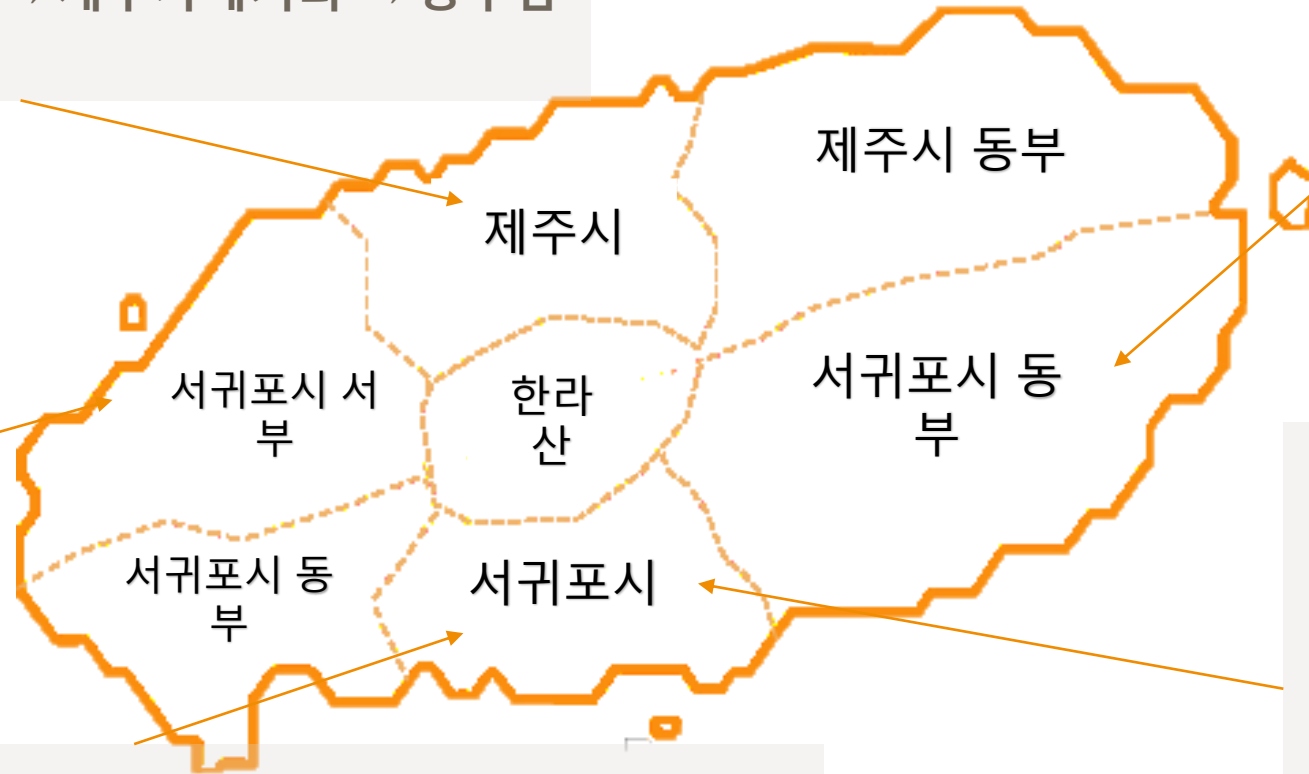 제주시 동부
제주시
서귀포시 서
부
한라
산
서귀포시 동
부
서귀포시 동
부
서귀포시